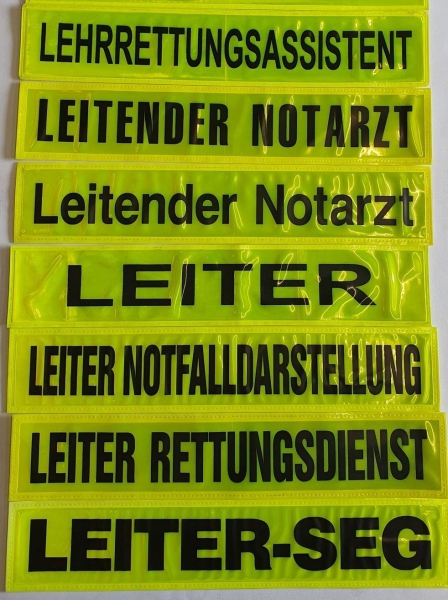 LEHRRETTUNGSASSISTENT
LEITENDER NOTARZT
Leitender Notarzt
LEITER
LEITER NOTFALLDARSTELLUNG
LEITER RETTUNGSDIENST
LEITER-SEG